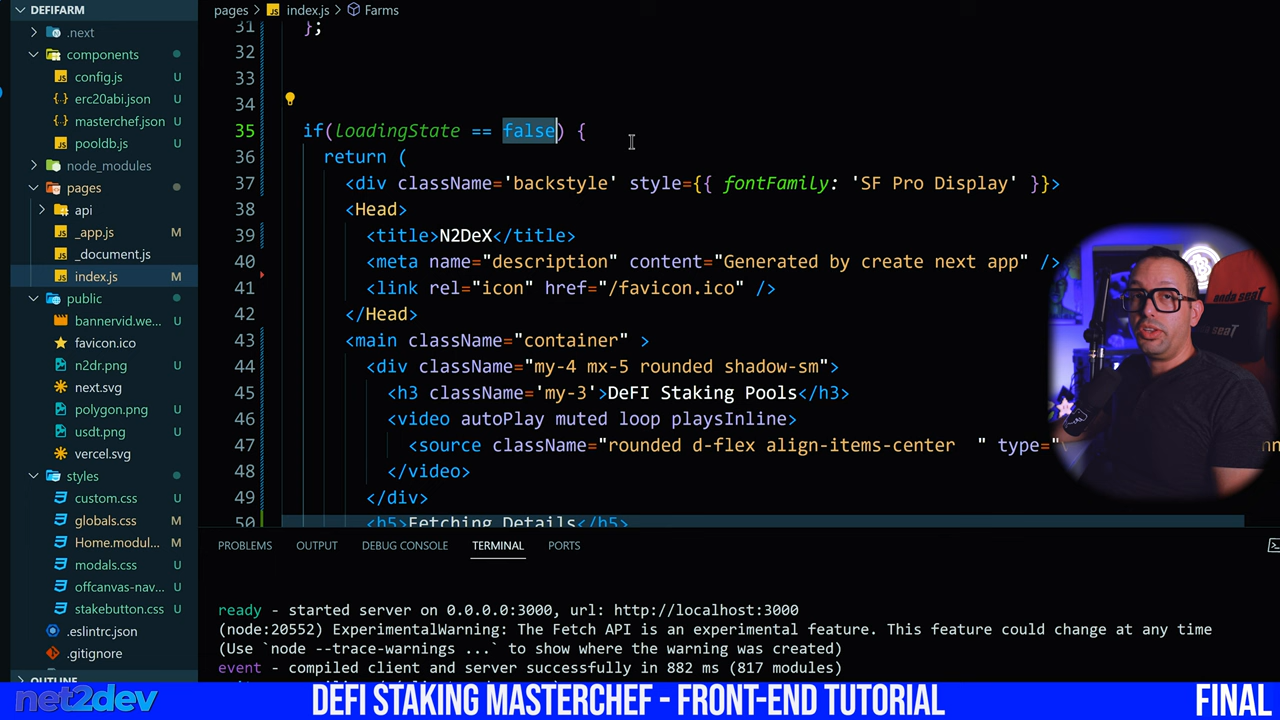 DEFIFARM
.next
components
config.js U
erc20abi.json U
masterchef.json U
pooldb.js U
node_modules
pages
api
_app.js M
_document.js
index.js M
public
bannervid.we... U
favicon.ico
n2dr.png U
next.svg
polygon.png U
usdt.png U
vercel.svg
styles
custom.css U
globals.css M
Home.modul... M
modals.css U
offcanvas-nav... U
stakebutton.css U
.eslintrc.json
.gitignore
OUTLINE
pages > index.js > Farms
31 };
32
33
34
35 if(loadingState == false) {
36 return (
37 <div className='backstyle' style={{ fontFamily: 'SF Pro Display' }}>
38 <Head>
39 <title>N2DeX</title>
40 <meta name="description" content="Generated by create next app" />
41 <link rel="icon" href="/favicon.ico" />
42 </Head>
43 <main className="container" >
44 <div className="my-4 mx-5 rounded shadow-sm">
45 <h3 className='my-3'>DeFI Staking Pools</h3>
46 <video autoPlay muted loop playsInline>
47 <source className="rounded d-flex align-items-center " type="
48 </video>
49 </div>
50 <h5>Fetching Details</h5>
PROBLEMS OUTPUT DEBUG CONSOLE TERMINAL PORTS
ready - started server on 0.0.0.0:3000, url: http://localhost:3000
(node:20552) ExperimentalWarning: The Fetch API is an experimental feature. This feature could change at any time
(Use `node --trace-warnings ...` to show where the warning was created)
event - compiled client and server successfully in 882 ms (817 modules)
anda seaT
anda seaT
net2dev
DEFI STAKING MASTERCHEF - FRONT-END TUTORIAL
FINAL